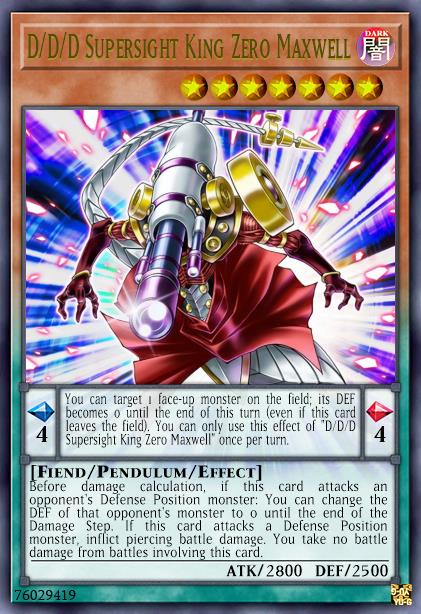 D/D/D Supersight King Zero Maxwell
DARK
闇
You can target 1 face-up monster on the field; its DEF
becomes 0 until the end of this turn (even if this card
leaves the field). You can only use this effect of "D/D/D
Supersight King Zero Maxwell" once per turn.
4 4
[Fiend/Pendulum/Effect]
Before damage calculation, if this card attacks an
opponent's Defense Position monster: You can change the
DEF of that opponent's monster to 0 until the end of the
Damage Step. If this card attacks a Defense Position
monster, inflict piercing battle damage. You take no battle
damage from battles involving this card.
ATK/2800 DEF/2500
76029419